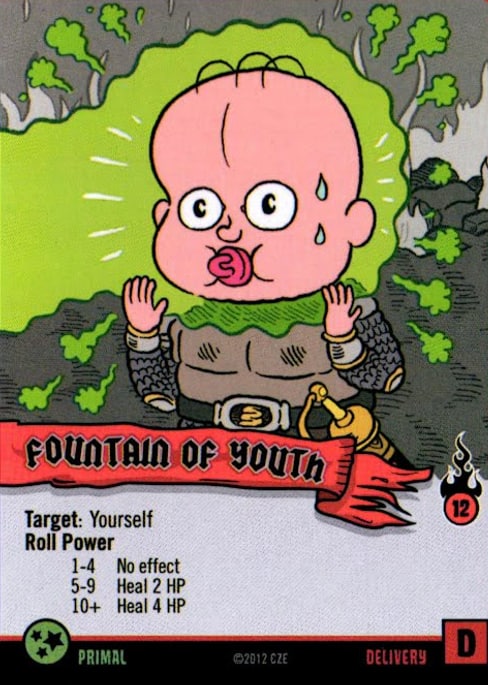 FOUNTAIN OF YOUTH
12
Target: Yourself
Roll Power
1-4 No effect
5-9 Heal 2 HP
10+ Heal 4 HP
PRIMAL ©2012 CZE DELIVERY D